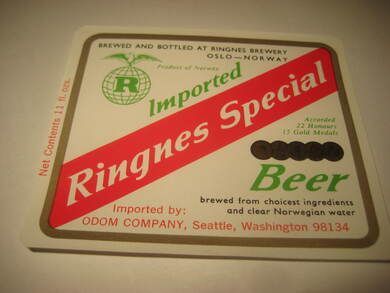 BREWED AND BOTTLED AT RINGNES BREWERY
OSLO—NORWAY
Product of Norway
R
Imported
Ringnes Special
Net Contents 11 fl. ozs.
Awarded
22 Honours
15 Gold Medals
Beer
brewed from choicest ingredients
and clear Norwegian water
Imported by:
ODOM COMPANY, Seattle, Washington 98134